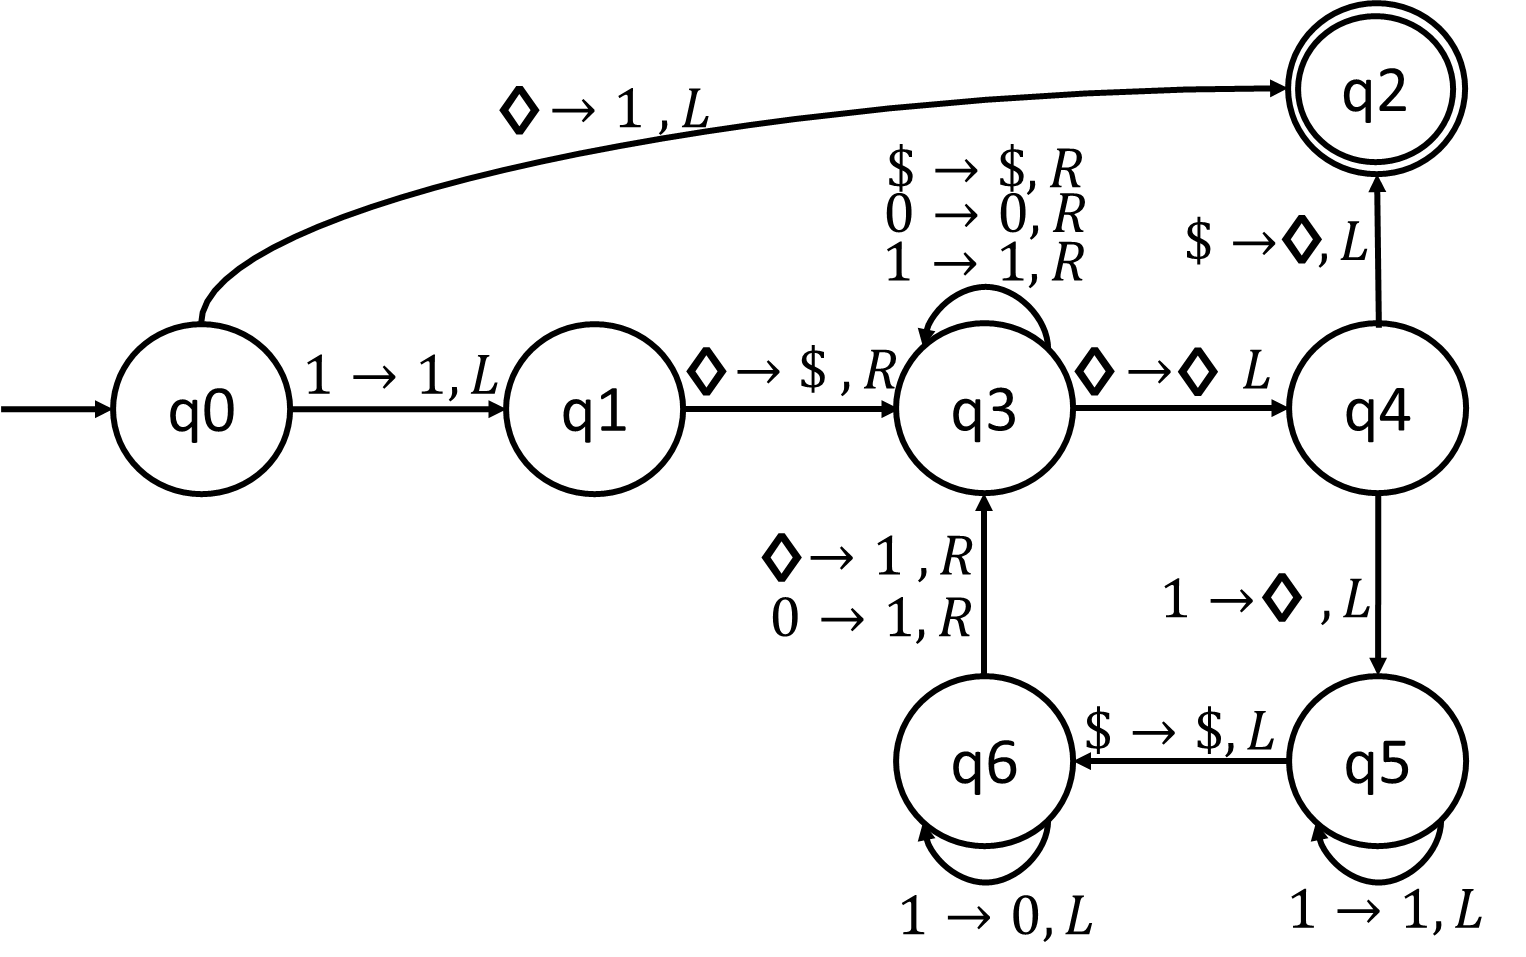 q2
◊ → 1 , L
$ → $, R
0 → 0, R
1 → 1, R
$ → ◊, L
q0
1 → 1, L
q1
◊ → $ , R
q3
◊ → ◊ L
q4
◊ → 1 , R
0 → 1, R
1 → ◊ , L
q6
$ → $, L
q5
1 → 0, L
1 → 1, L